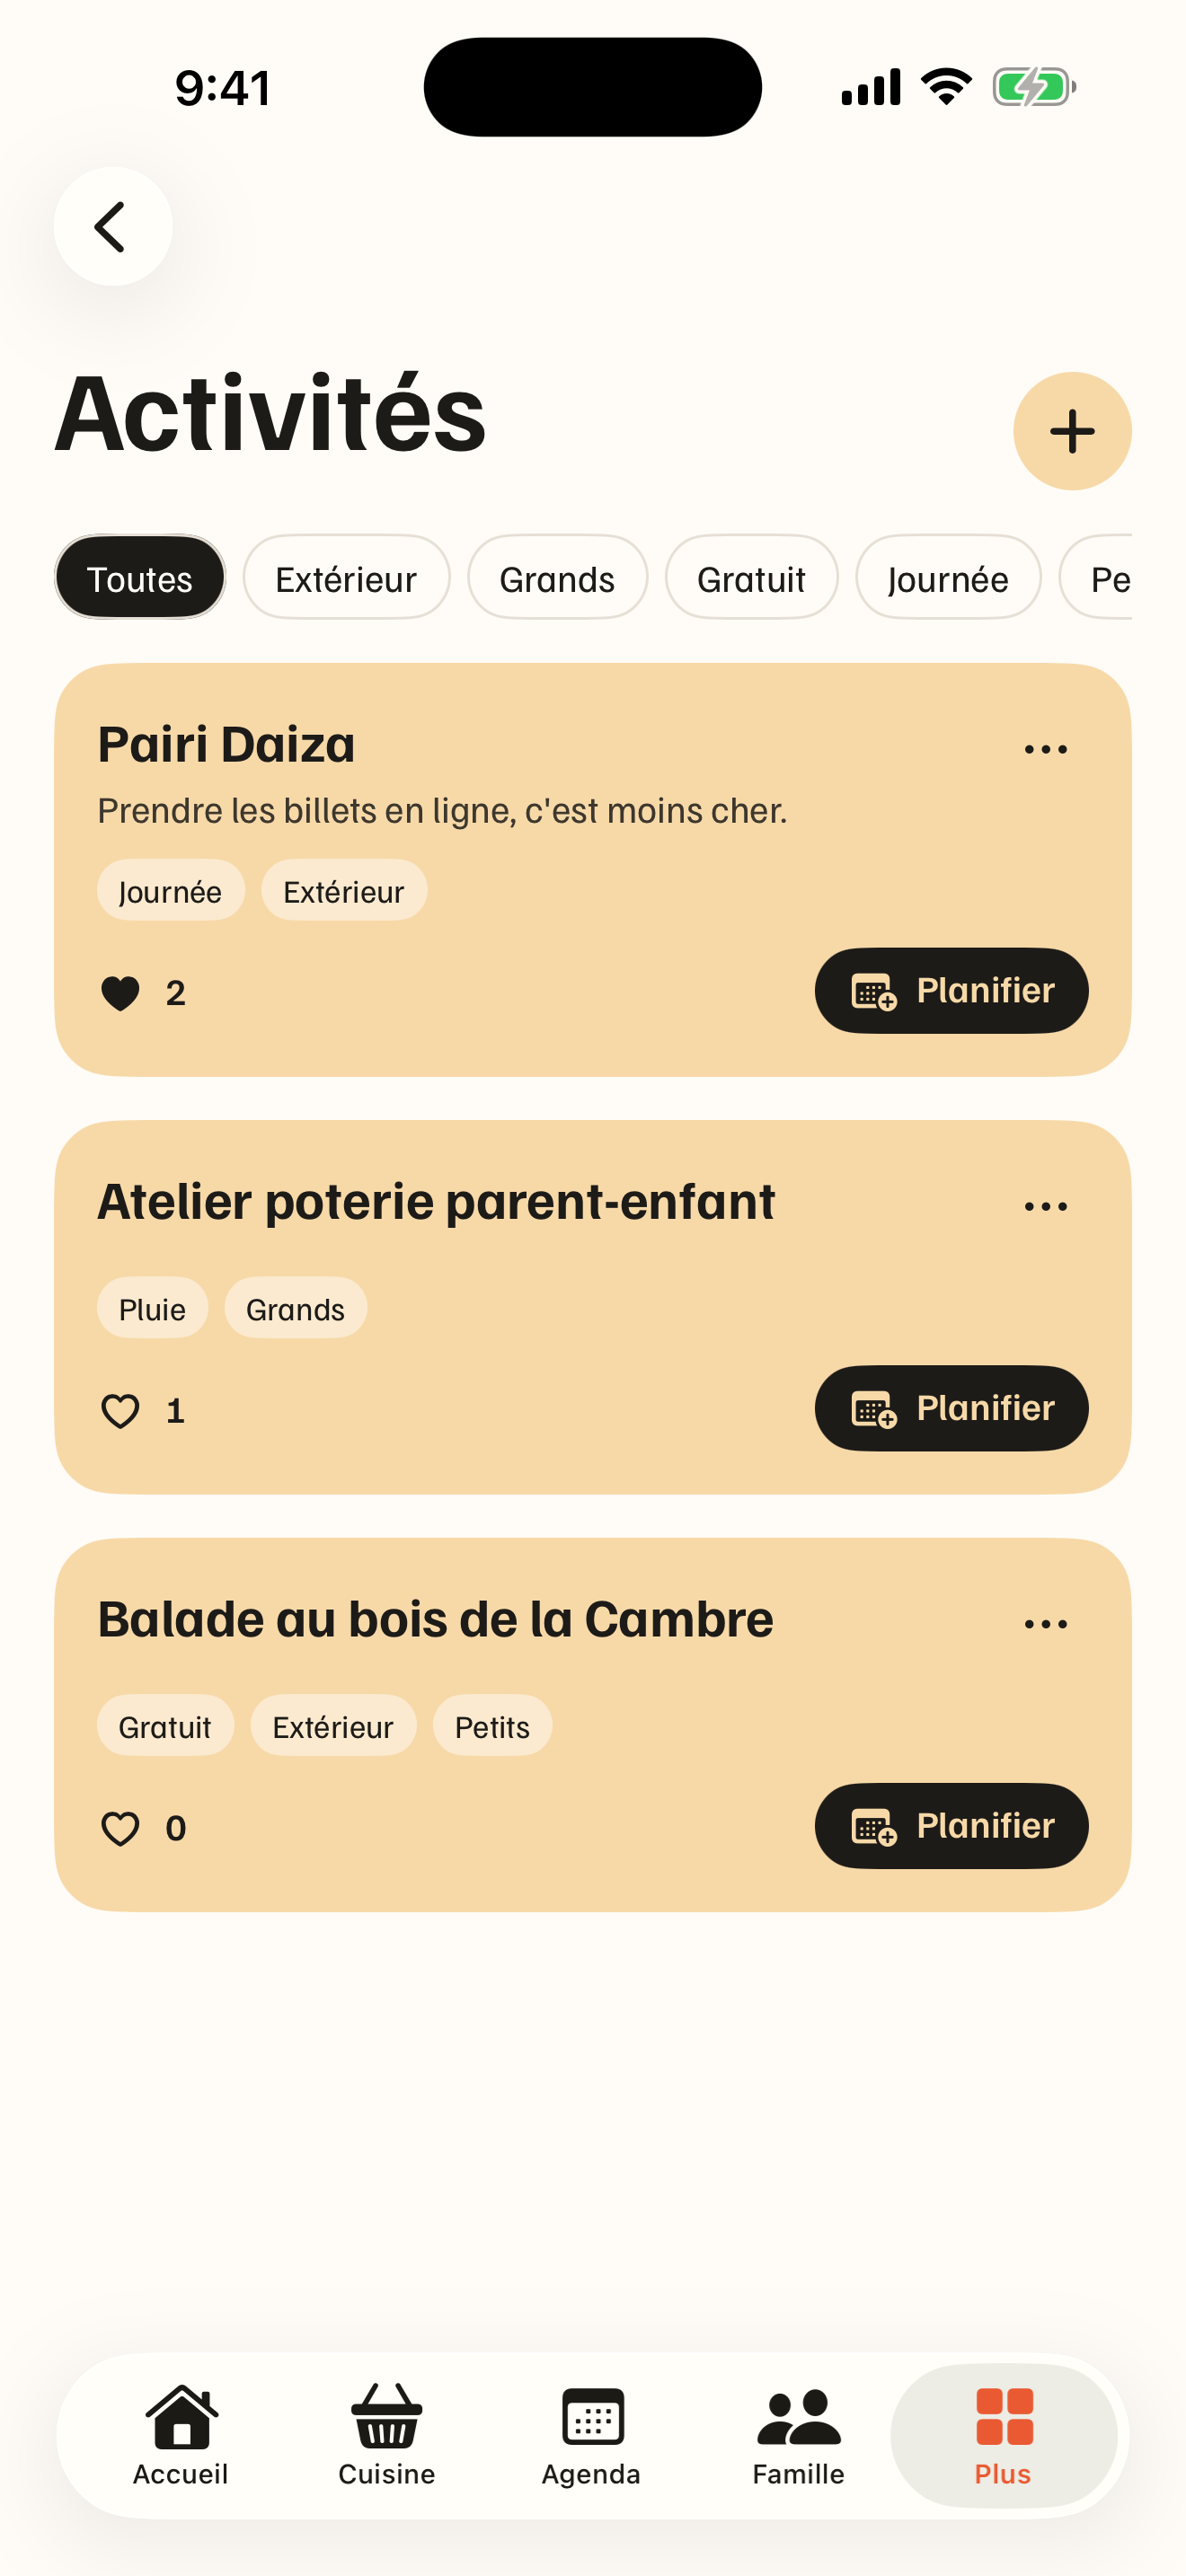 9:41
Activités
Toutes Extérieur Grands Gratuit Journée Pe
Pairi Daiza
Prendre les billets en ligne, c'est moins cher.
Journée Extérieur
2 Planifier
Atelier poterie parent-enfant
Pluie Grands
1 Planifier
Balade au bois de la Cambre
Gratuit Extérieur Petits
0 Planifier
Accueil Cuisine Agenda Famille Plus